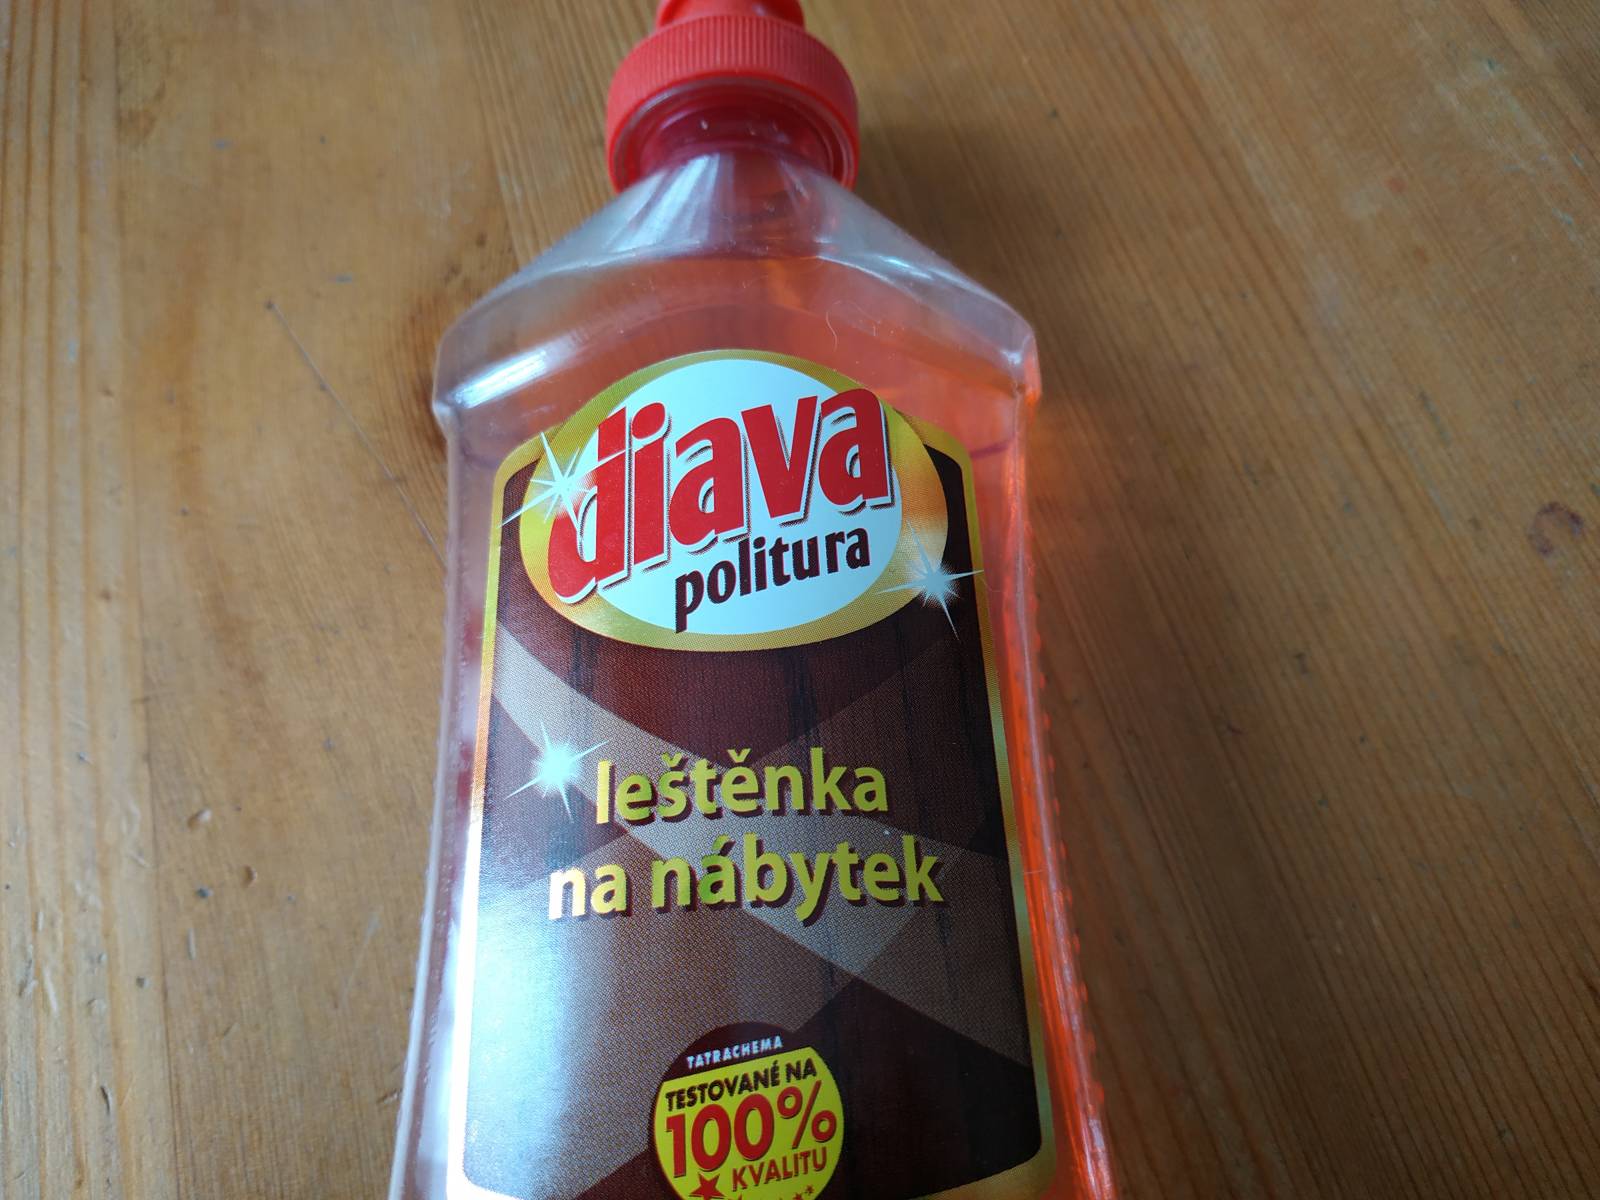 diava
politura
leštěnka
na nábytek
TATRACHEMA
TESTOVANÉ NA
100%
KVALITU